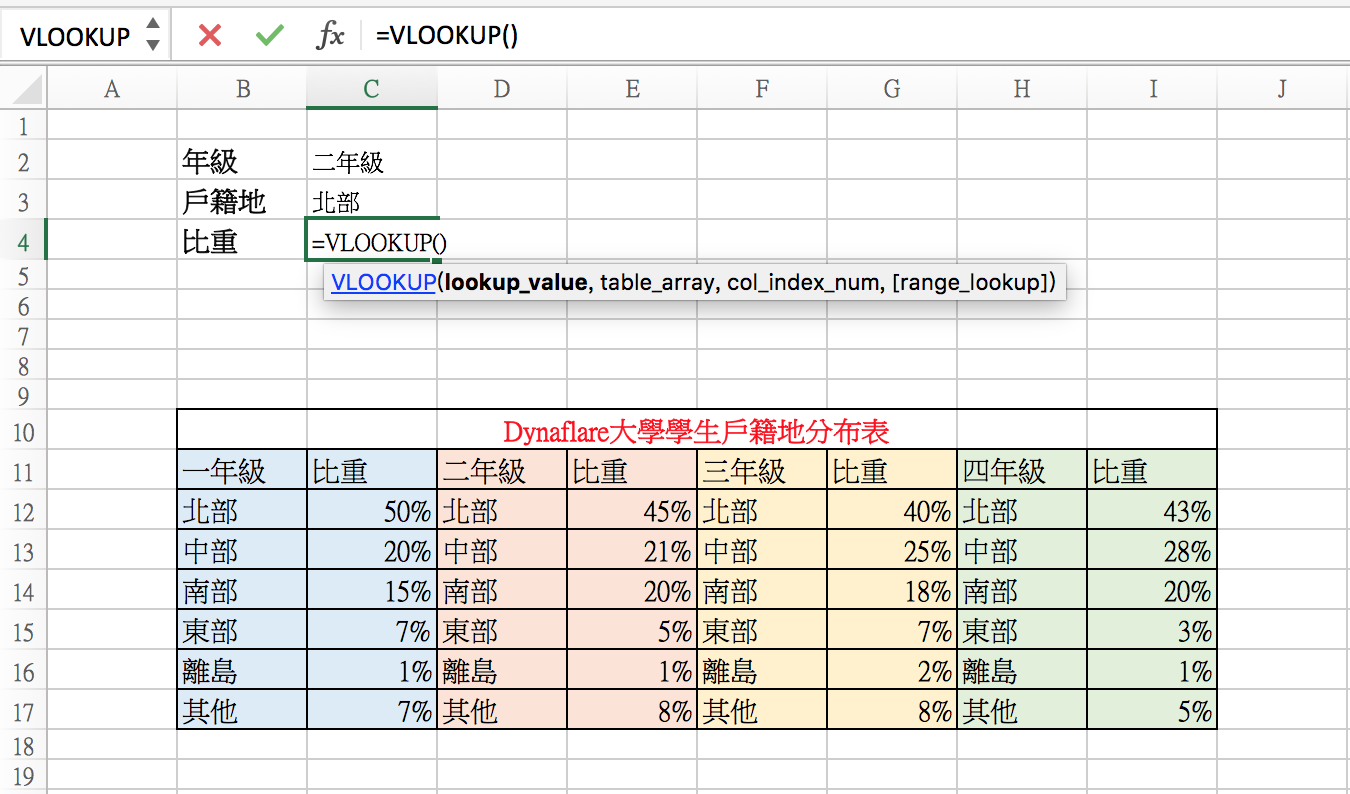 VLOOKUP fx =VLOOKUP()
A B C D E F G H I J
1
2 年級 二年級
3 戶籍地 北部
4 比重 =VLOOKUP()
5 VLOOKUP(lookup_value, table_array, col_index_num, [range_lookup])
6
7
8
9
10 Dynaflare大學學生戶籍地分布表
11 一年級 比重 二年級 比重 三年級 比重 四年級 比重
12 北部 50% 北部 45% 北部 40% 北部 43%
13 中部 20% 中部 21% 中部 25% 中部 28%
14 南部 15% 南部 20% 南部 18% 南部 20%
15 東部 7% 東部 5% 東部 7% 東部 3%
16 離島 1% 離島 1% 離島 2% 離島 1%
17 其他 7% 其他 8% 其他 8% 其他 5%
18
19